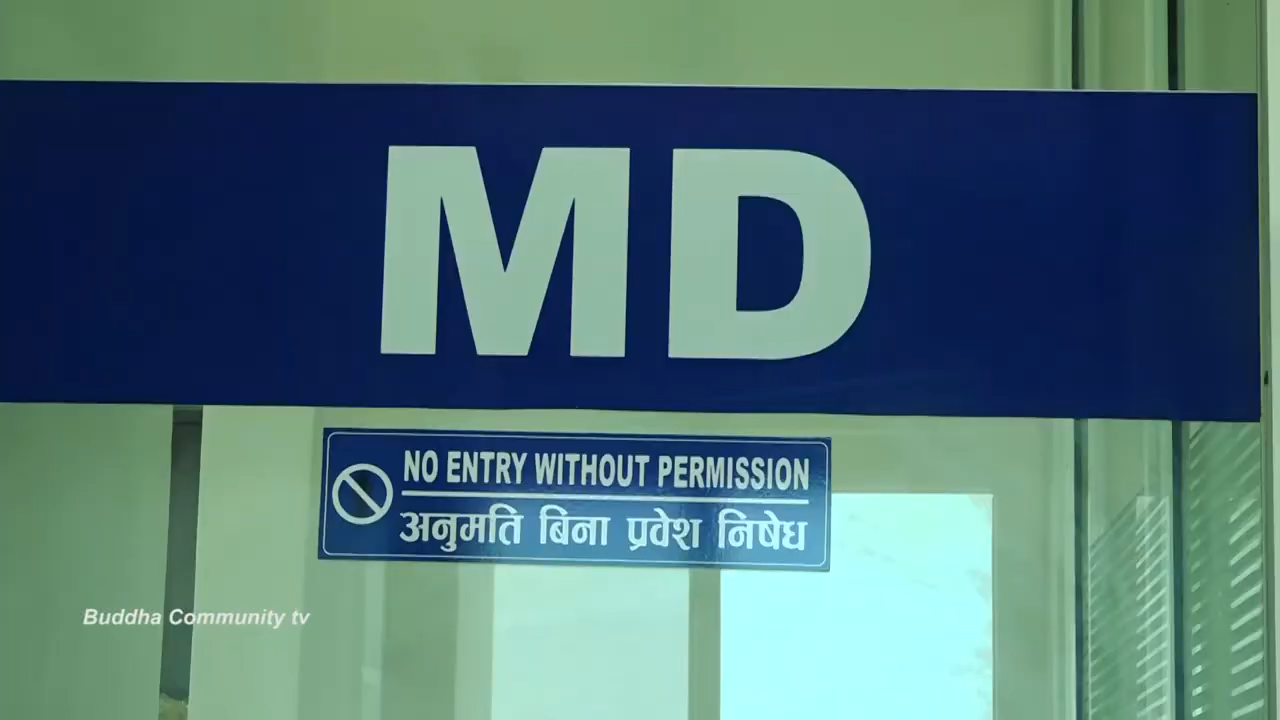 MD
NO ENTRY WITHOUT PERMISSION
अनुमति बिना प्रवेश निषेध
Buddha Community tv